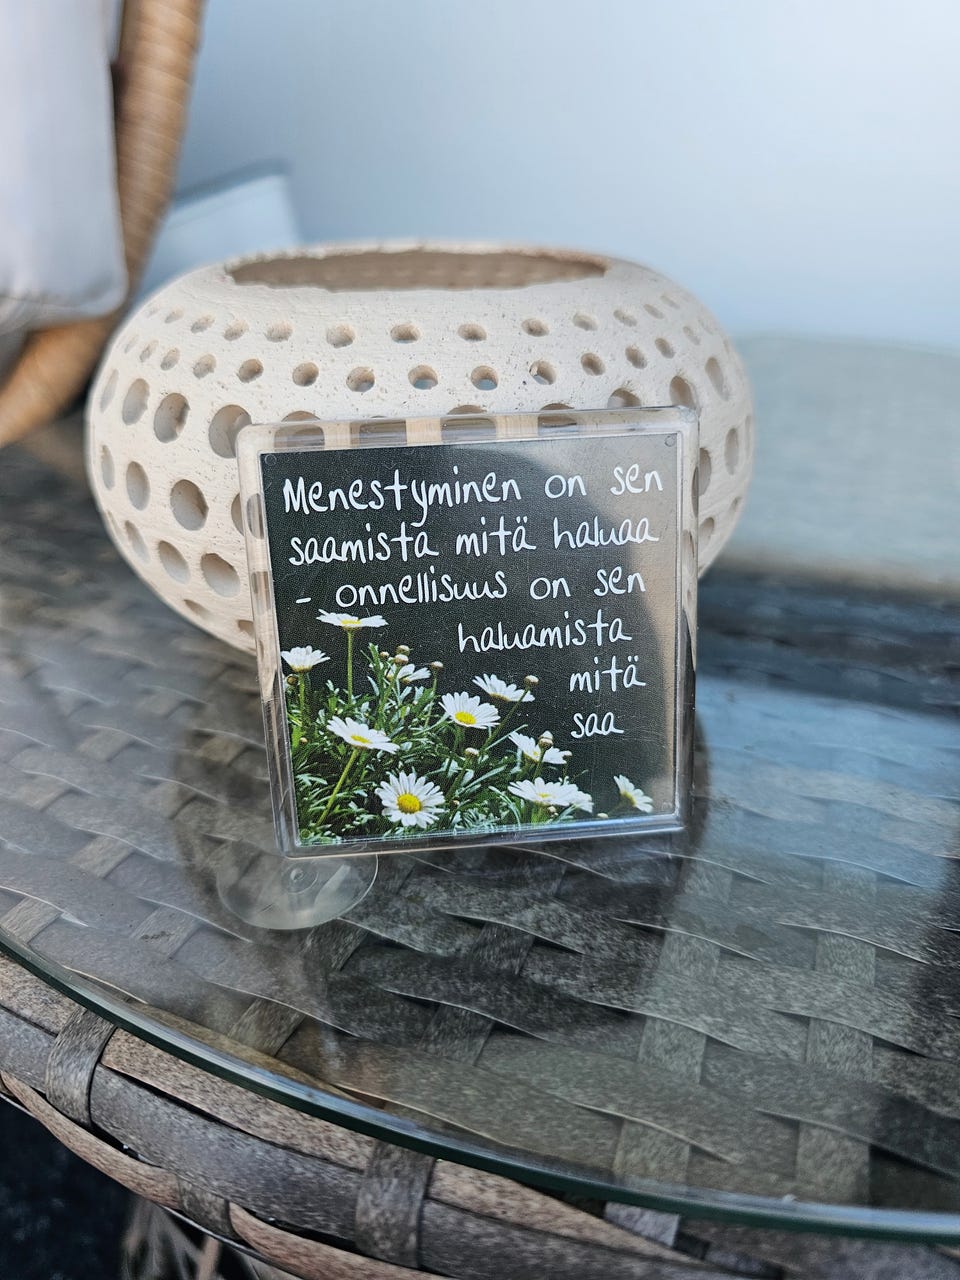 Menestyminen on sen
saamista mitä haluaa
- onnellisuus on sen
haluamista
mitä
saa